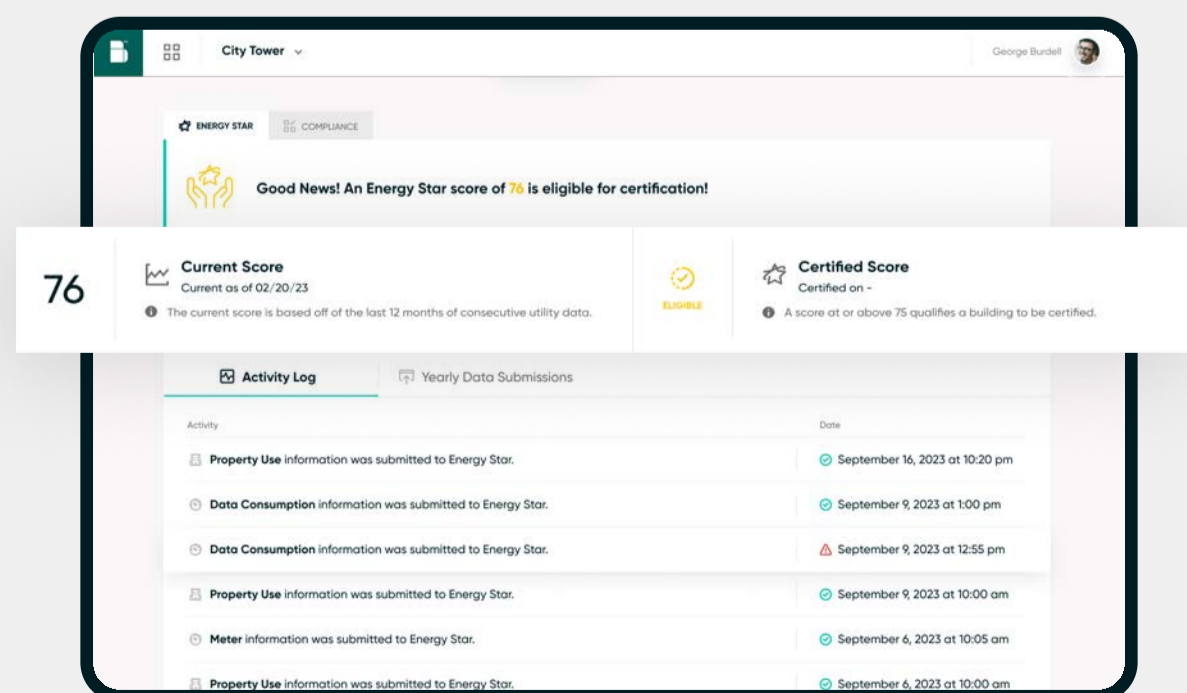 City Tower
George Burdell
ENERGY STAR
COMPLIANCE
Good News! An Energy Star score of 76 is eligible for certification!
76
Current Score
Current as of 02/20/23
The current score is based off of the last 12 months of consecutive utility data.
ELIGIBLE
Certified Score
Certified on -
A score at or above 75 qualifies a building to be certified.
Activity Log
Yearly Data Submissions
Activity
Date
Property Use information was submitted to Energy Star.
September 16, 2023 at 10:20 pm
Data Consumption information was submitted to Energy Star.
September 9, 2023 at 1:00 pm
Data Consumption information was submitted to Energy Star.
September 9, 2023 at 12:55 pm
Property Use information was submitted to Energy Star.
September 9, 2023 at 10:00 am
Meter information was submitted to Energy Star.
September 6, 2023 at 10:05 am
Property Use information was submitted to Energy Star.
September 6, 2023 at 10:00 am